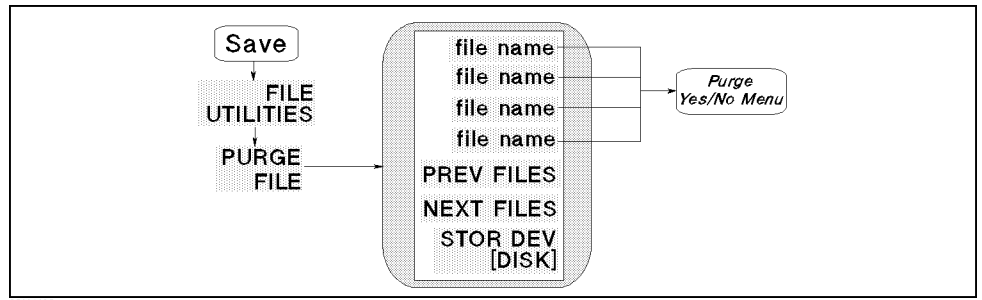 Save
FILE
UTILITIES
PURGE
FILE
file name
file name
file name
file name
PREV FILES
NEXT FILES
STOR DEV
[DISK]
Purge
Yes/No Menu